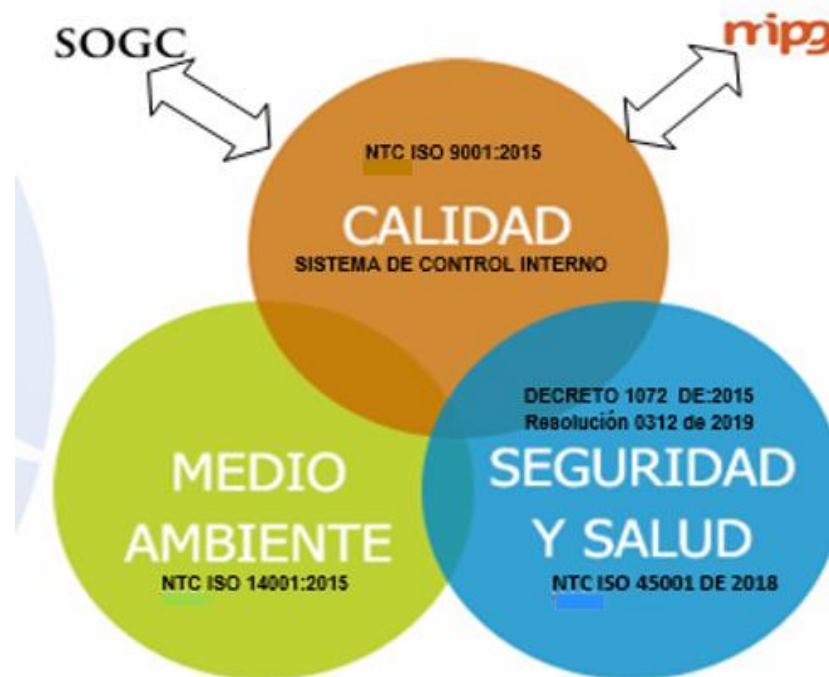 SOGC
mipg
NTC ISO 9001:2015
CALIDAD
SISTEMA DE CONTROL INTERNO
DECRETO 1072 DE:2015
Resolución 0312 de 2019
MEDIO
AMBIENTE
NTC ISO 14001:2015
SEGURIDAD
Y SALUD
NTC ISO 45001 DE 2018